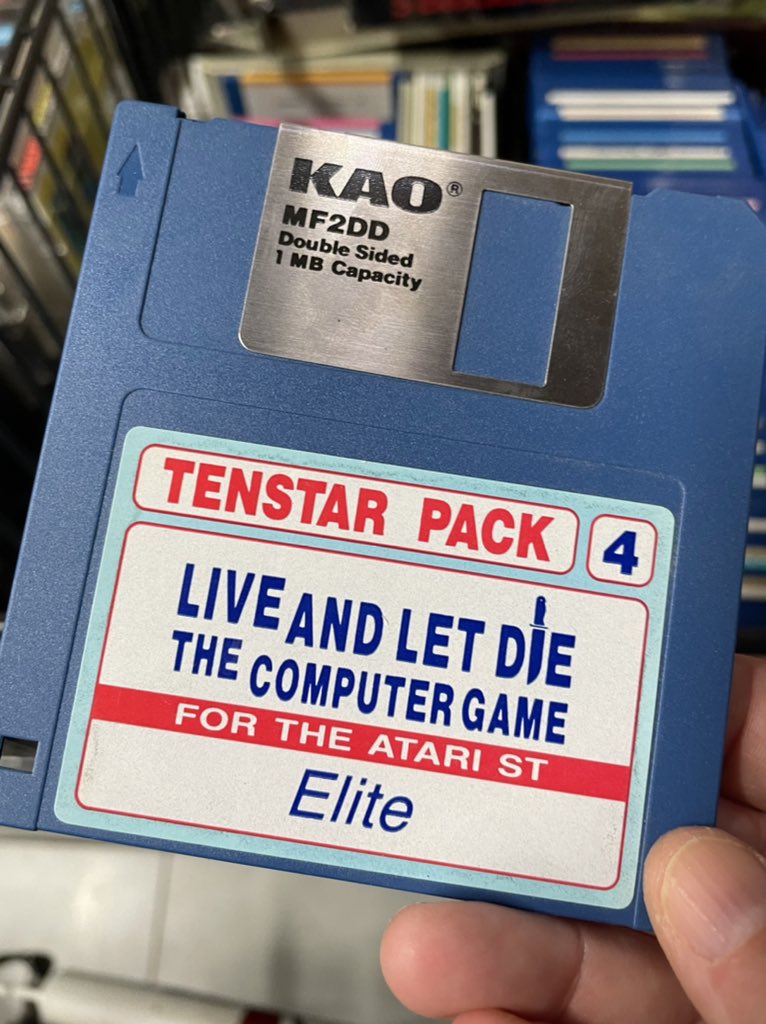 KAO®
MF2DD
Double Sided
1 MB Capacity
TENSTAR PACK 4
LIVE AND LET DIE
THE COMPUTER GAME
FOR THE ATARI ST
Elite